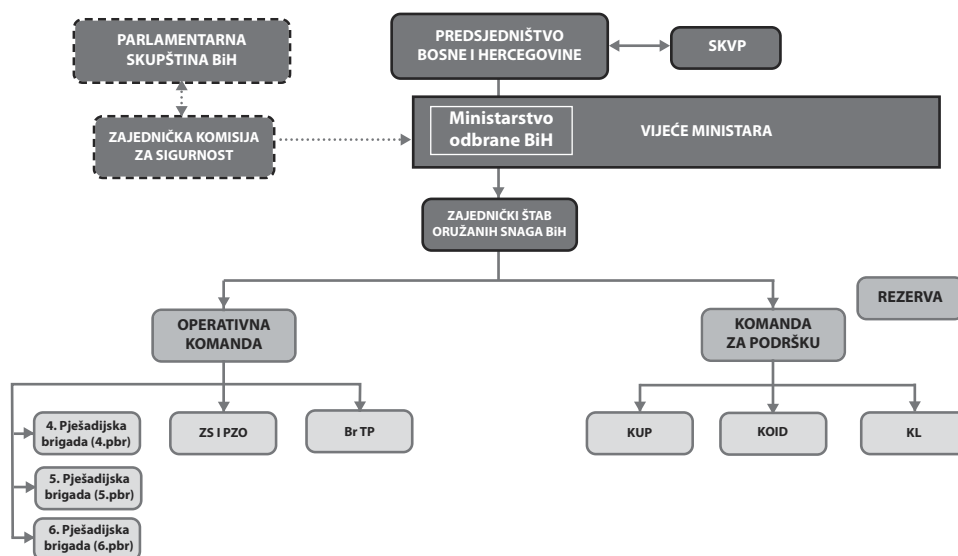 PARLAMENTARNA
SKUPŠTINA BiH
PREDSJEDNIŠTVO
BOSNE I HERCEGOVINE
SKVP
ZAJEDNIČKA KOMISIJA
ZA SIGURNOST
Ministarstvo
odbrane BiH
VIJEĆE MINISTARA
ZAJEDNIČKI ŠTAB
ORUŽANIH SNAGA BiH
REZERVA
OPERATIVNA
KOMANDA
KOMANDA
ZA PODRŠKU
4. Pješadijska
brigada (4.pbr)
ZS I PZO
Br TP
KUP
KOID
KL
5. Pješadijska
brigada (5.pbr)
6. Pješadijska
brigada (6.pbr)